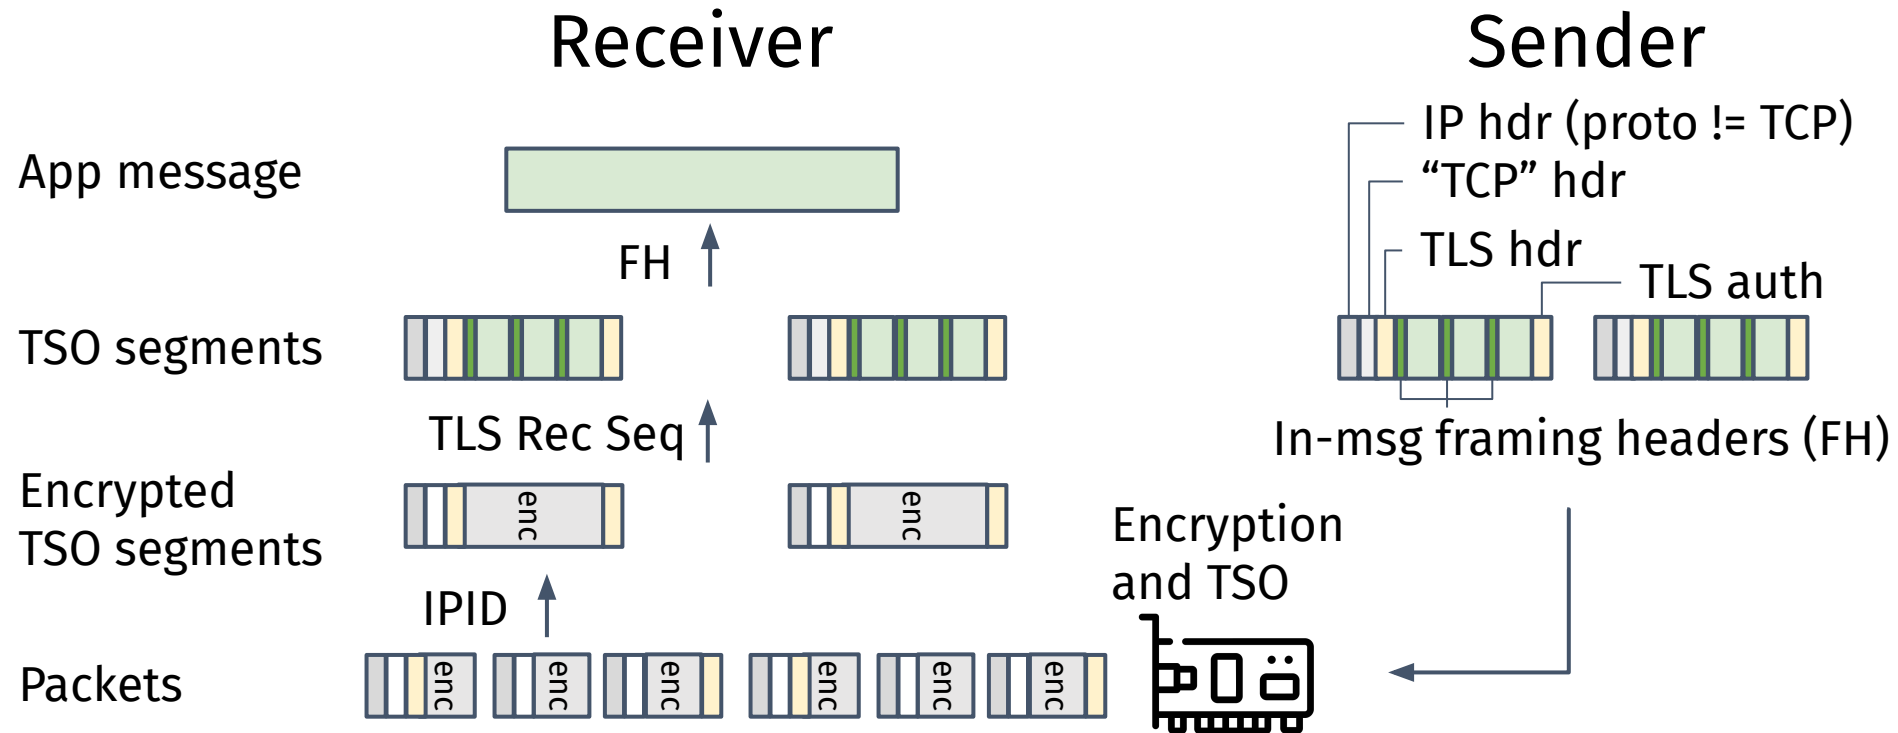 Receiver
Sender
App message
FH
TSO segments
TLS Rec Seq
Encrypted
TSO segments
enc
enc
IPID
Packets
enc
enc
enc
enc
enc
enc
IP hdr (proto != TCP)
“TCP” hdr
TLS hdr
TLS auth
In-msg framing headers (FH)
Encryption
and TSO